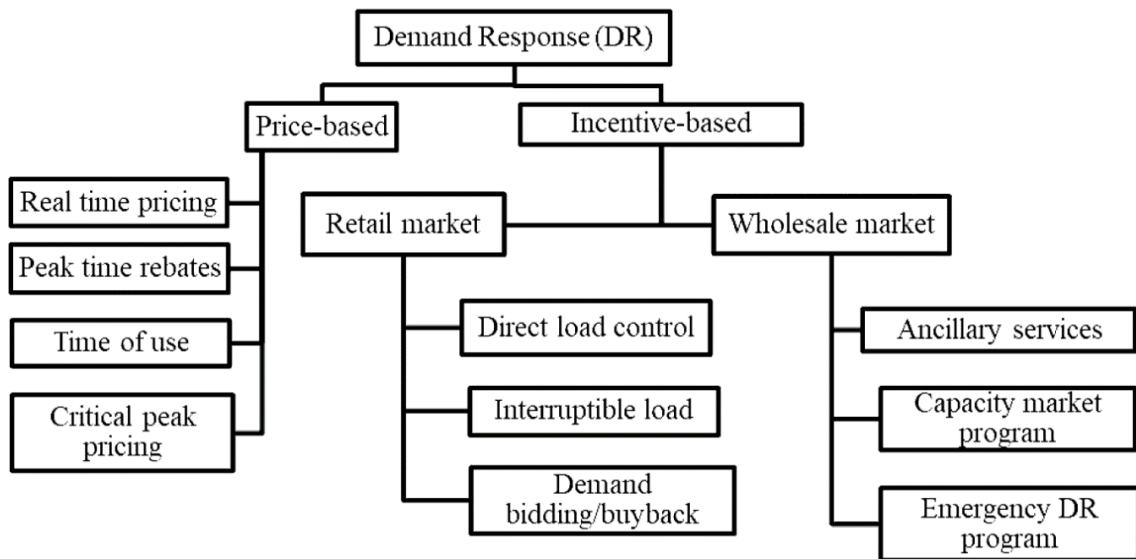 Demand Response (DR)
Price-based
Incentive-based
Real time pricing
Peak time rebates
Time of use
Critical peak
pricing
Retail market
Wholesale market
Direct load control
Interruptible load
Demand
bidding/buyback
Ancillary services
Capacity market
program
Emergency DR
program